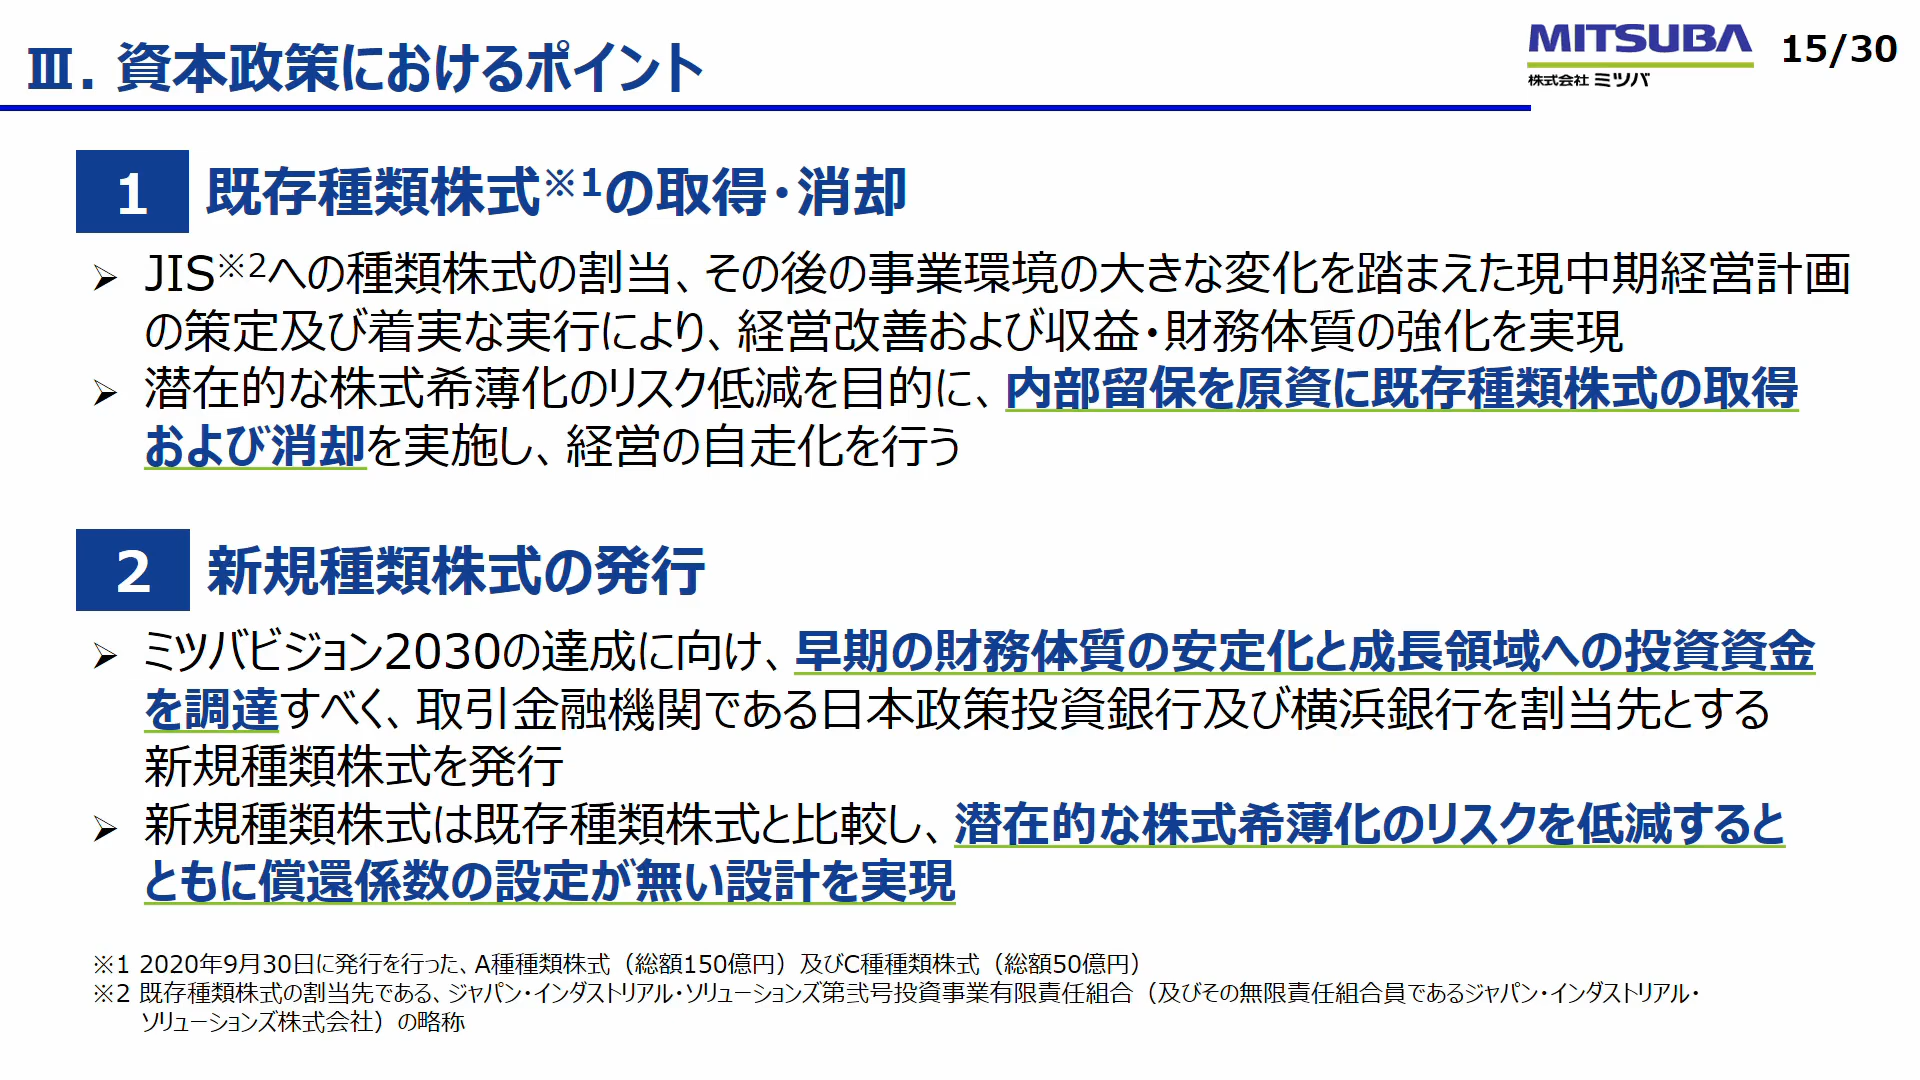 Ⅲ. 資本政策におけるポイント
MITSUBA
株式会社 ミツバ
15/30
1 既存種類株式※1の取得・消却
➢ JIS※2への種類株式の割当、その後の事業環境の大きな変化を踏まえた現中期経営計画
の策定及び着実な実行により、経営改善および収益・財務体質の強化を実現
➢ 潜在的な株式希薄化のリスク低減を目的に、内部留保を原資に既存種類株式の取得
および消却を実施し、経営の自走化を行う
2 新規種類株式の発行
➢ ミツバビジョン2030の達成に向け、早期の財務体質の安定化と成長領域への投資資金
を調達すべく、取引金融機関である日本政策投資銀行及び横浜銀行を割当先とする
新規種類株式を発行
➢ 新規種類株式は既存種類株式と比較し、潜在的な株式希薄化のリスクを低減すると
ともに償還係数の設定が無い設計を実現
※1 2020年9月30日に発行を行った、A種種類株式（総額150億円）及びC種種類株式（総額50億円）
※2 既存種類株式の割当先である、ジャパン・インダストリアル・ソリューションズ第弐号投資事業有限責任組合（及びその無限責任組合員であるジャパン・インダストリアル・
ソリューションズ株式会社）の略称